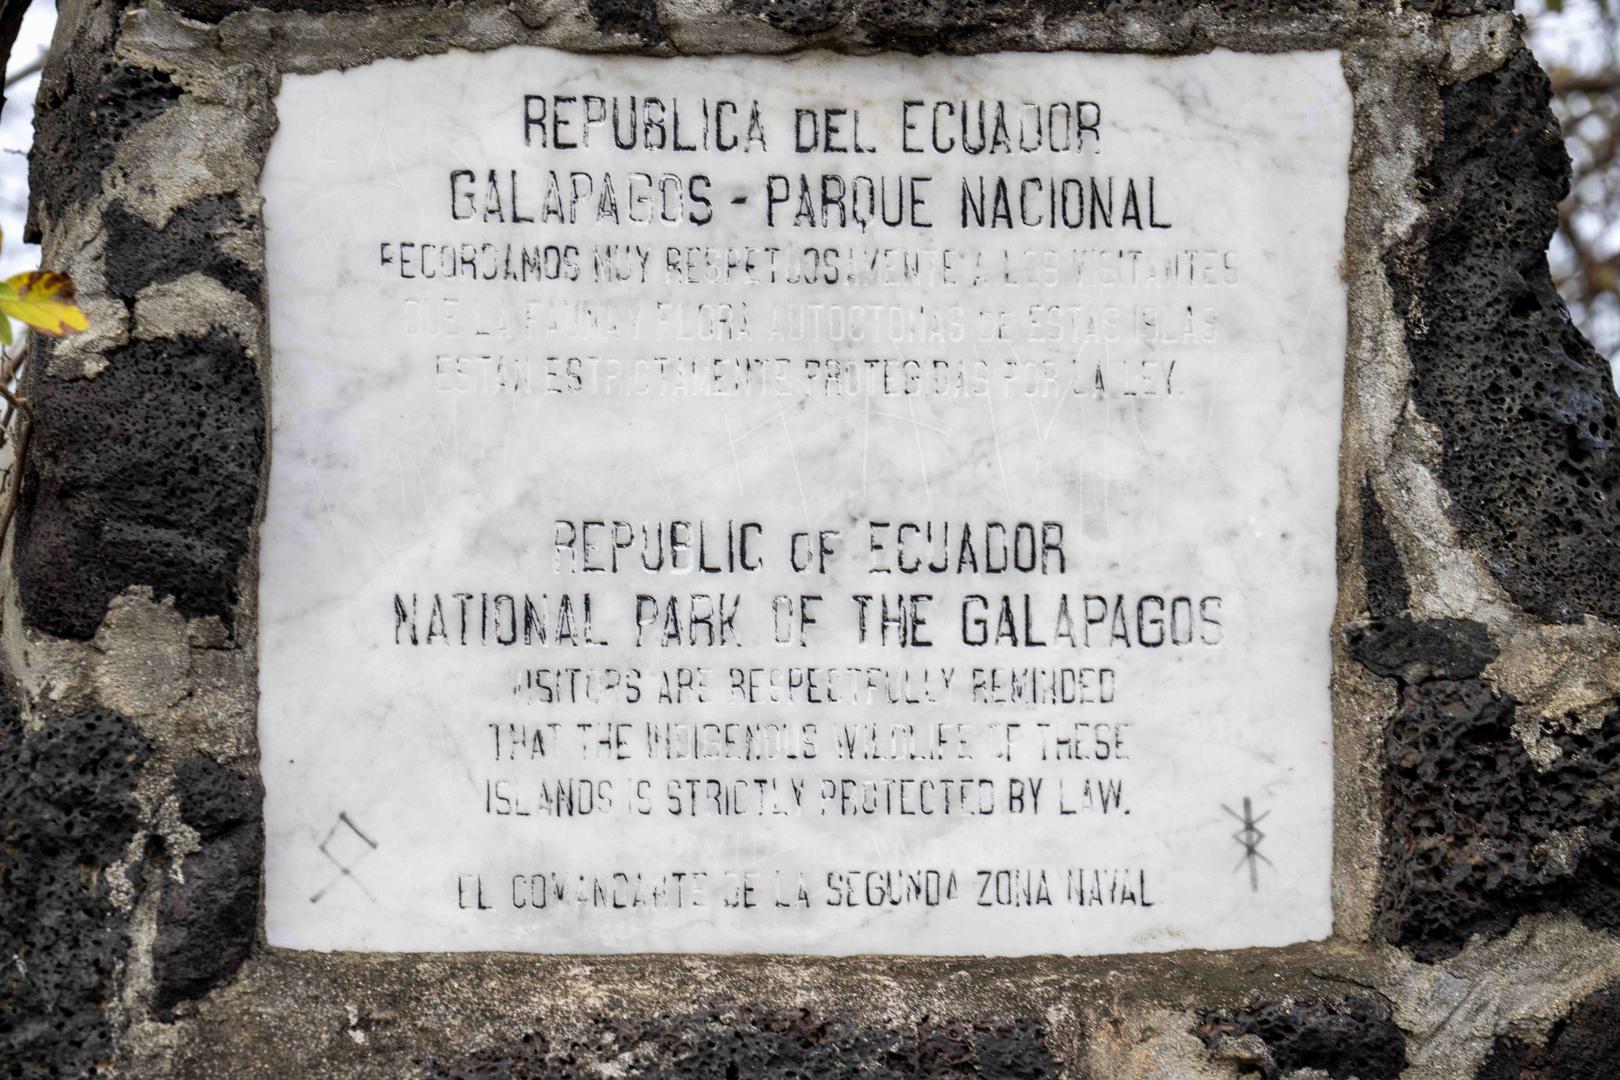 REPUBLICA DEL ECUADOR
GALAPAGOS - PARQUE NACIONAL
RECORDAMOS MUY RESPETUOSAMENTE A LOS VISITANTES
QUE LA FAUNA Y FLORA AUTOCTONAS DE ESTAS ISLAS
ESTAN ESTRICTAMENTE PROTEGIDAS POR LA LEY.
REPUBLIC OF ECUADOR
NATIONAL PARK OF THE GALAPAGOS
VISITORS ARE RESPECTFULLY REMINDED
THAT THE INDIGENOUS WILDLIFE OF THESE
ISLANDS IS STRICTLY PROTECTED BY LAW.
EL COMANDANTE DE LA SEGUNDA ZONA NAVAL